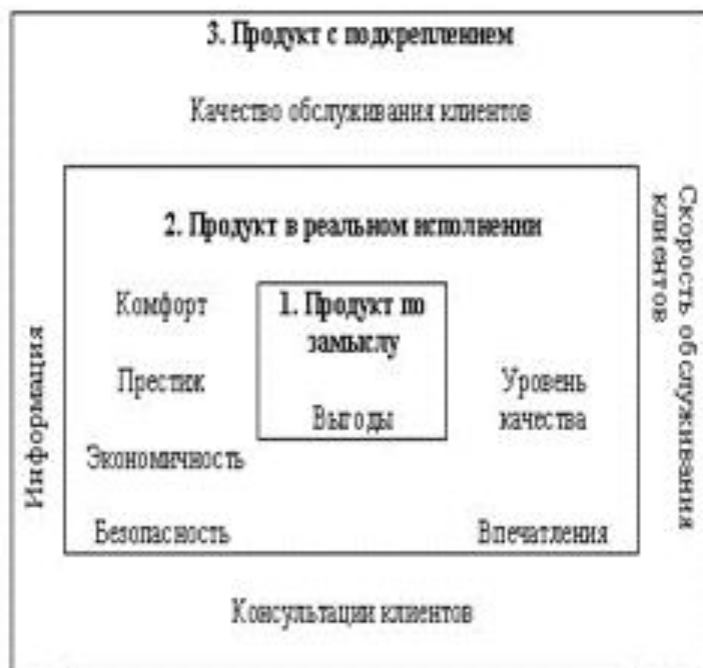 3. Продукт с подкреплением
Качество обслуживания клиентов
2. Продукт в реальном исполнении
Комфорт
Престиж
Экономичность
Безопасность
1. Продукт по
замыслу
Выгоды
Уровень
качества
Впечатления
Информация
Скорость обслуживания
клиентов
Консультации клиентов